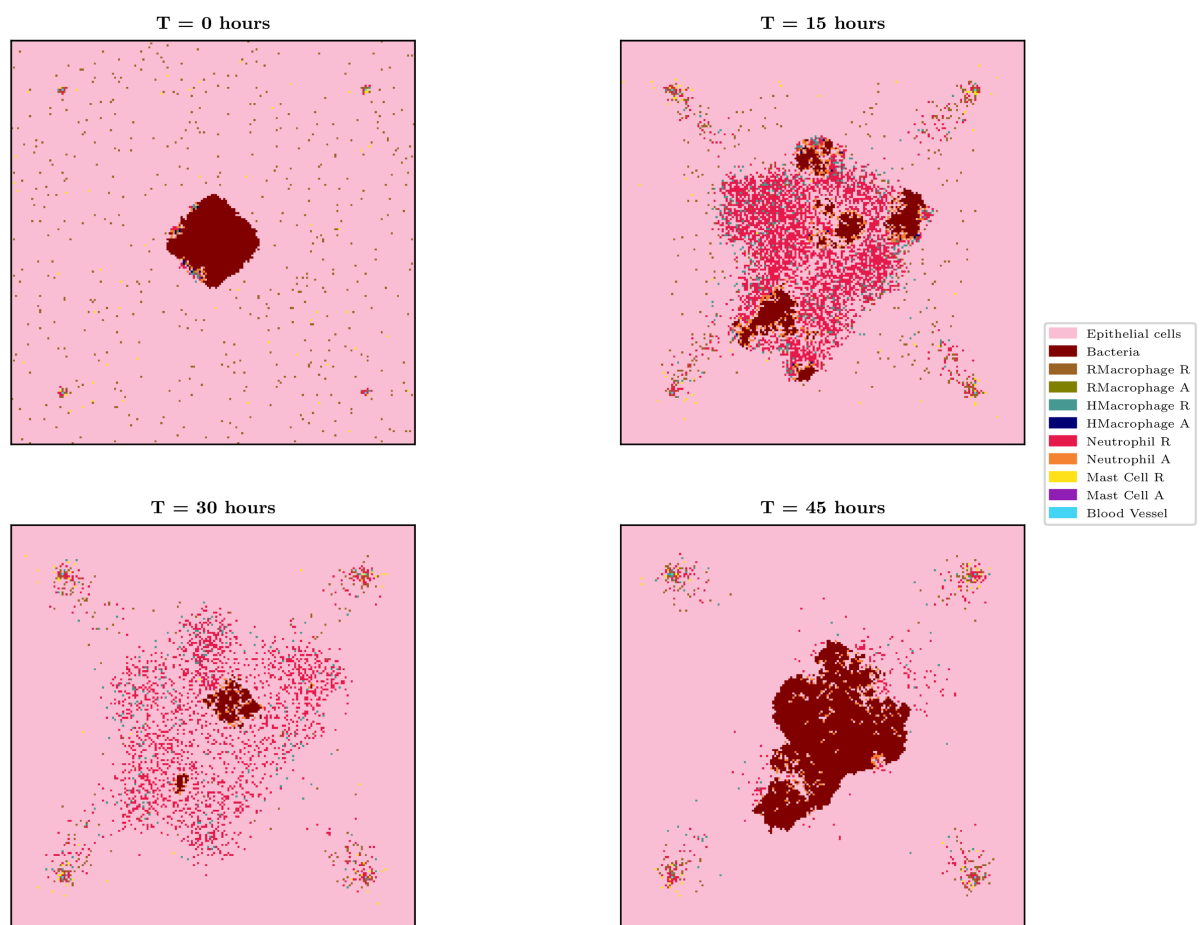 T = 0 hours
T = 15 hours
Epithelial cells
Bacteria
RMacrophage R
RMacrophage A
HMacrophage R
HMacrophage A
Neutrophil R
Neutrophil A
Mast Cell R
Mast Cell A
Blood Vessel
T = 30 hours
T = 45 hours